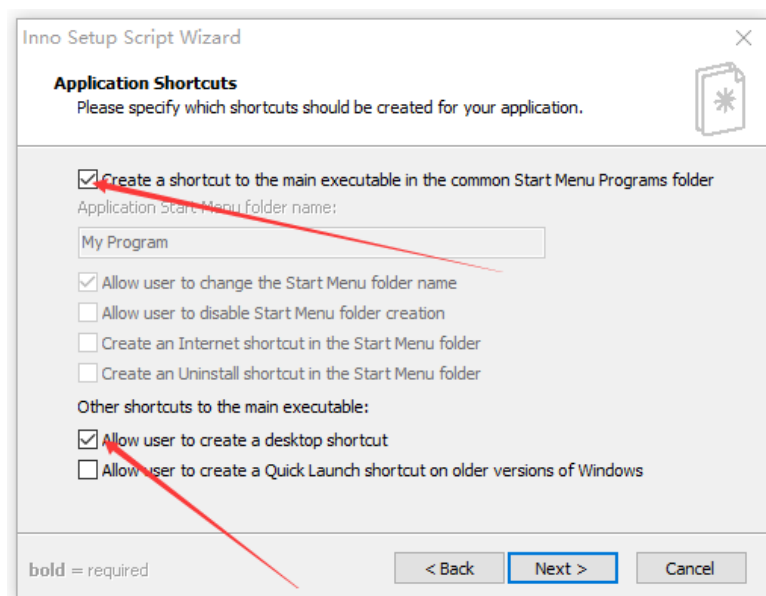 Inno Setup Script Wizard
Application Shortcuts
Please specify which shortcuts should be created for your application.
Create a shortcut to the main executable in the common Start Menu Programs folder
Application Start Menu folder name:
My Program
Allow user to change the Start Menu folder name
Allow user to disable Start Menu folder creation
Create an Internet shortcut in the Start Menu folder
Create an Uninstall shortcut in the Start Menu folder
Other shortcuts to the main executable:
Allow user to create a desktop shortcut
Allow user to create a Quick Launch shortcut on older versions of Windows
bold = required
< Back
Next >
Cancel